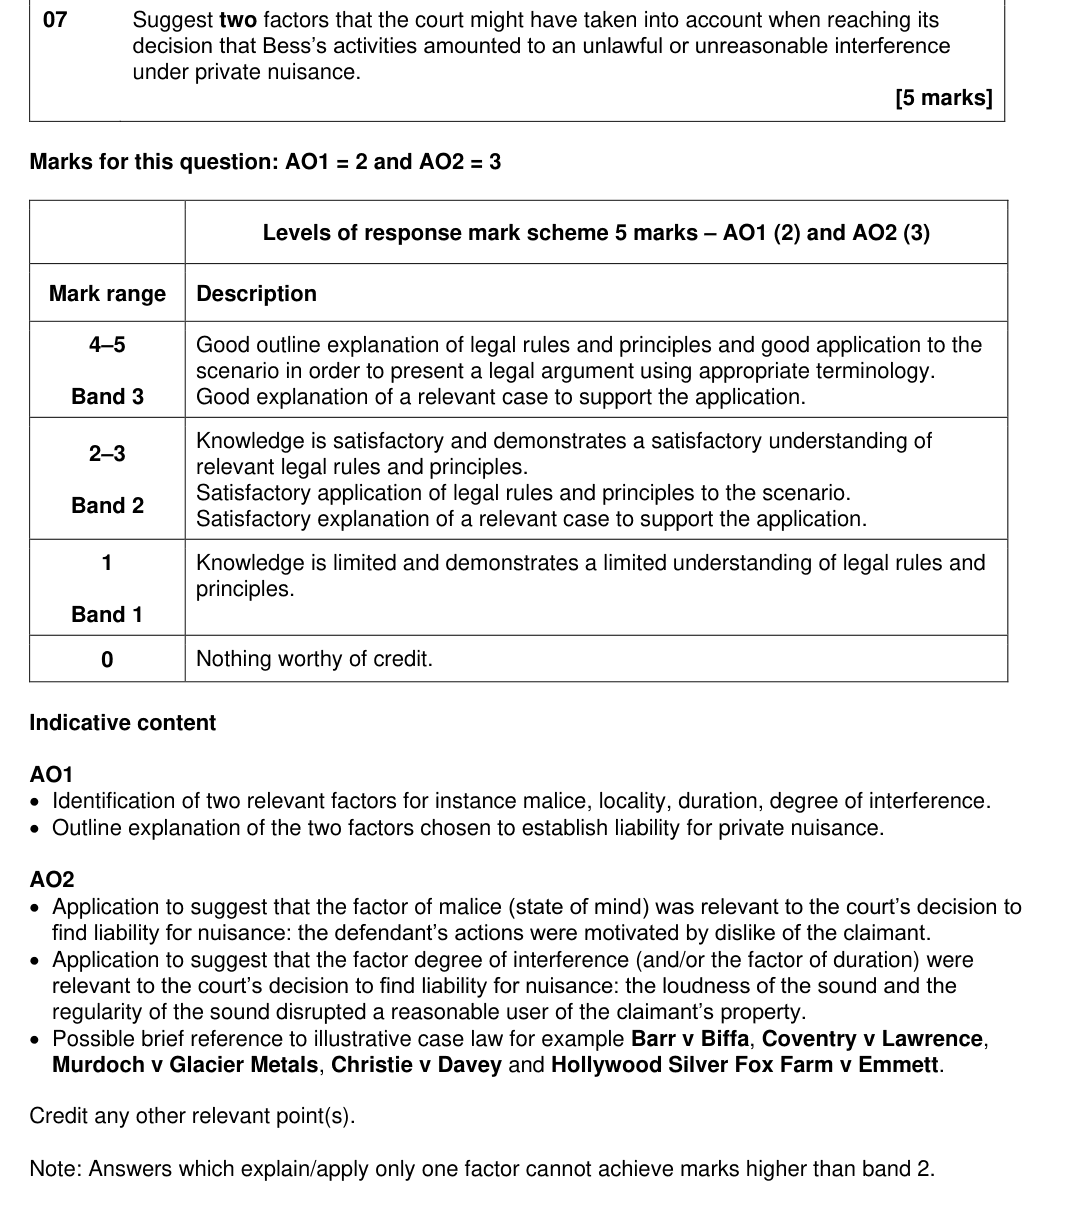 07 Suggest two factors that the court might have taken into account when reaching its
decision that Bess’s activities amounted to an unlawful or unreasonable interference
under private nuisance.
[5 marks]
Marks for this question: AO1 = 2 and AO2 = 3
Levels of response mark scheme 5 marks – AO1 (2) and AO2 (3)
Mark range Description
4–5
Band 3
Good outline explanation of legal rules and principles and good application to the
scenario in order to present a legal argument using appropriate terminology.
Good explanation of a relevant case to support the application.
2–3
Band 2
Knowledge is satisfactory and demonstrates a satisfactory understanding of
relevant legal rules and principles.
Satisfactory application of legal rules and principles to the scenario.
Satisfactory explanation of a relevant case to support the application.
1
Band 1
Knowledge is limited and demonstrates a limited understanding of legal rules and
principles.
0 Nothing worthy of credit.
Indicative content
AO1
• Identification of two relevant factors for instance malice, locality, duration, degree of interference.
• Outline explanation of the two factors chosen to establish liability for private nuisance.
AO2
• Application to suggest that the factor of malice (state of mind) was relevant to the court’s decision to
find liability for nuisance: the defendant’s actions were motivated by dislike of the claimant.
• Application to suggest that the factor degree of interference (and/or the factor of duration) were
relevant to the court’s decision to find liability for nuisance: the loudness of the sound and the
regularity of the sound disrupted a reasonable user of the claimant’s property.
• Possible brief reference to illustrative case law for example Barr v Biffa, Coventry v Lawrence,
Murdoch v Glacier Metals, Christie v Davey and Hollywood Silver Fox Farm v Emmett.
Credit any other relevant point(s).
Note: Answers which explain/apply only one factor cannot achieve marks higher than band 2.